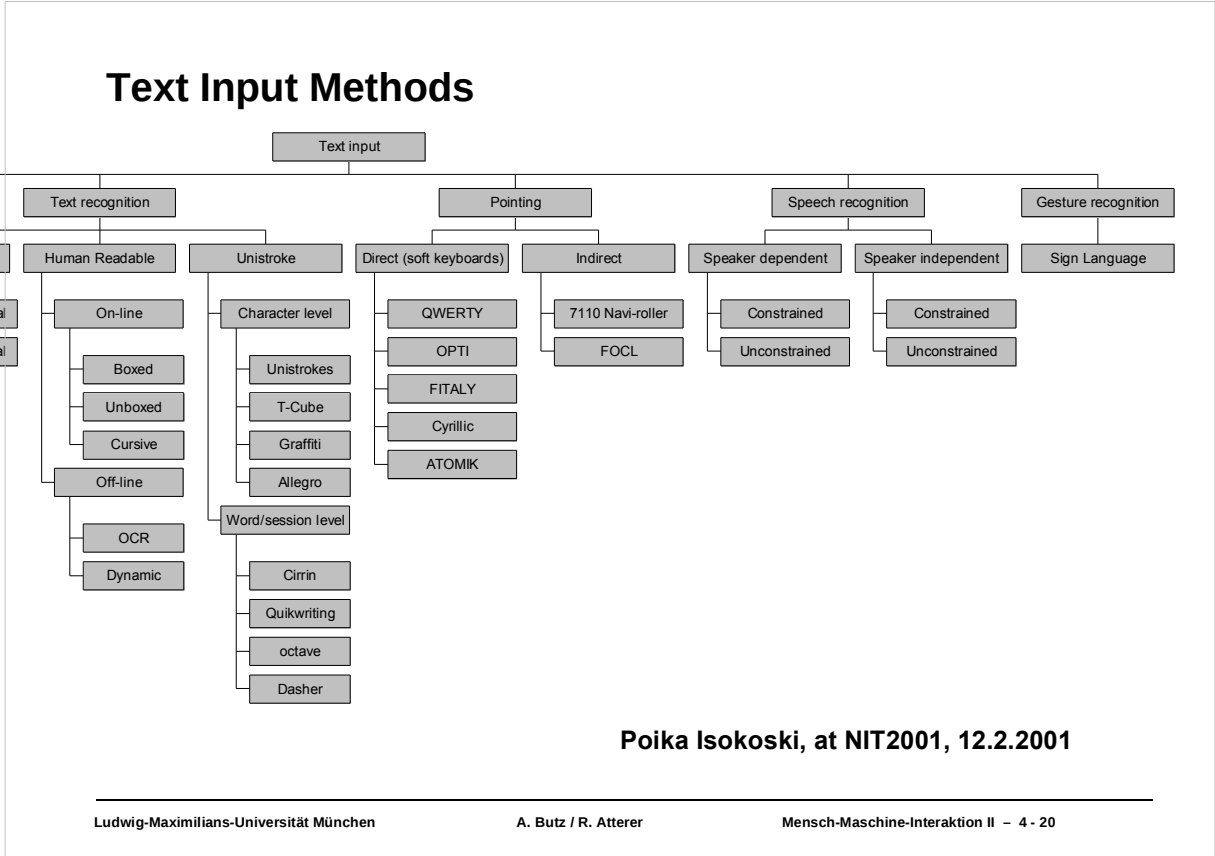 Text Input Methods
Text input
Text recognition
Pointing
Speech recognition
Gesture recognition
Human Readable
Unistroke
Direct (soft keyboards)
Indirect
Speaker dependent
Speaker independent
Sign Language
al
On-line
Character level
QWERTY
7110 Navi-roller
Constrained
Constrained
al
OPTI
FOCL
Unconstrained
Unconstrained
Boxed
Unistrokes
FITALY
Unboxed
T-Cube
Cyrillic
Cursive
Graffiti
ATOMIK
Off-line
Allegro
Word/session level
OCR
Dynamic
Cirrin
Quikwriting
octave
Dasher
Poika Isokoski, at NIT2001, 12.2.2001
Ludwig-Maximilians-Universität München A. Butz / R. Atterer Mensch-Maschine-Interaktion II – 4 - 20